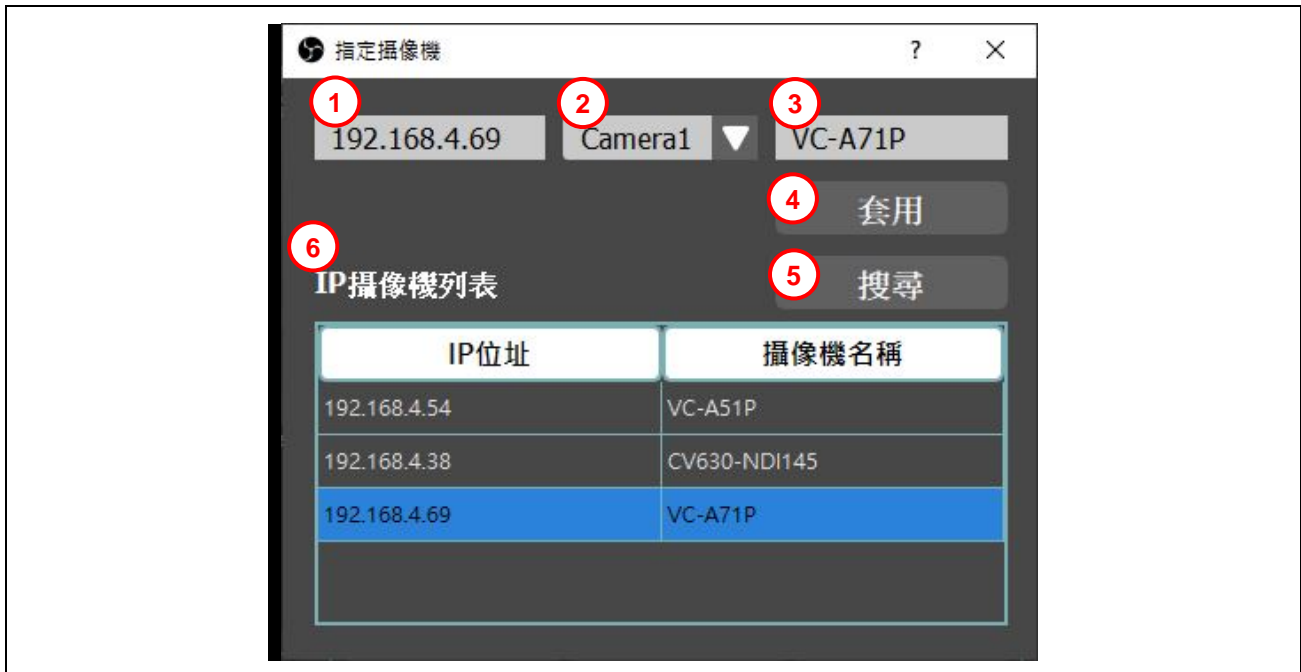 指定攝像機 ? ×
1 2 3
192.168.4.69 Camera1 VC-A71P
4 套用
6
IP攝像機列表 5 搜尋
IP位址 攝像機名稱
192.168.4.54 VC-A51P
192.168.4.38 CV630-NDI145
192.168.4.69 VC-A71P